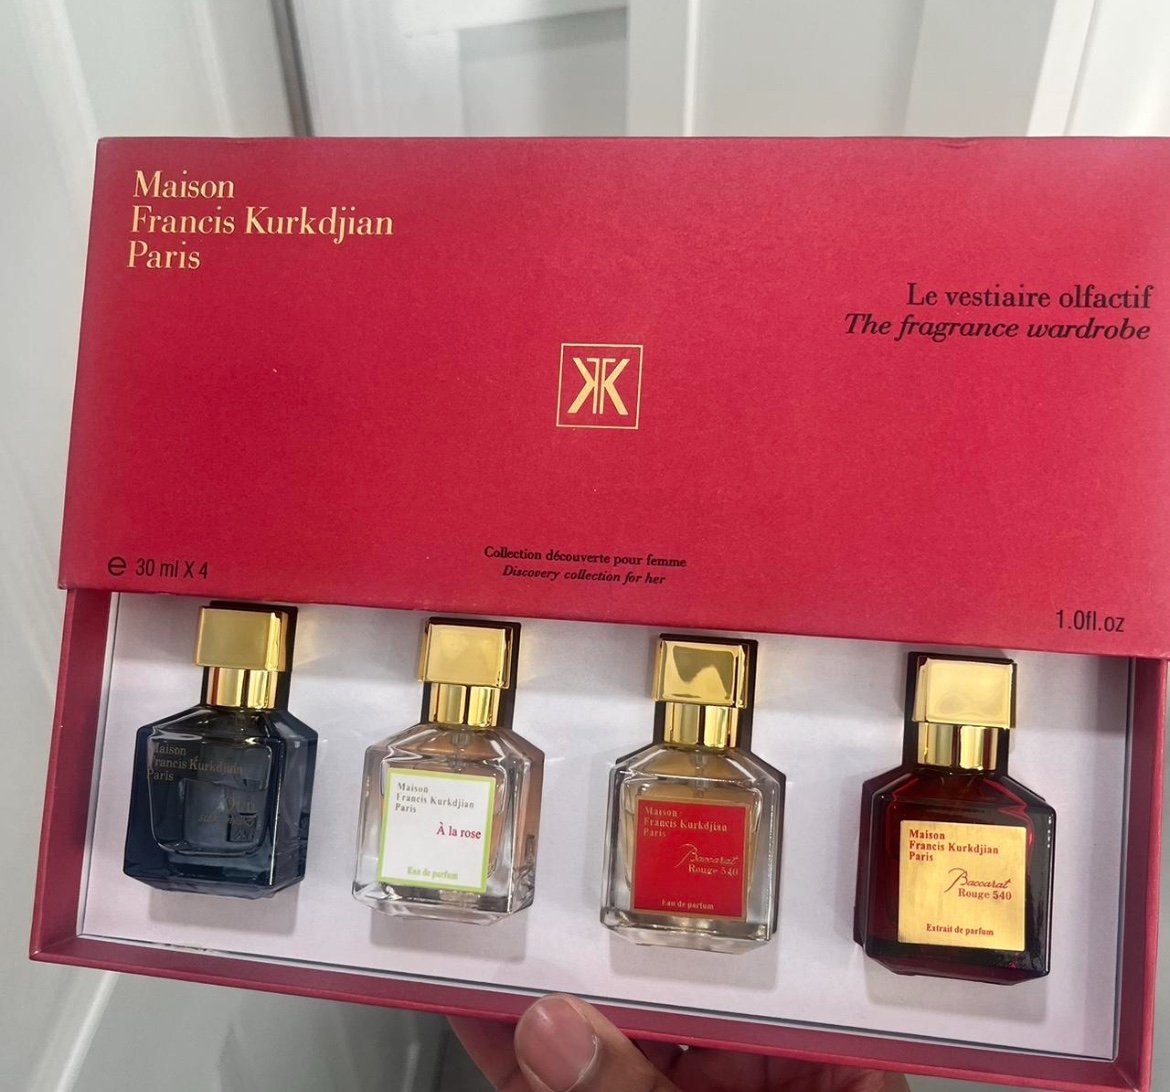 Maison
Francis Kurkdjian
Paris
Le vestiaire olfactif
The fragrance wardrobe
Collection découverte pour femme
Discovery collection for her
e 30 ml X 4
1.0fl.oz
Maison
Francis Kurkdjian
Paris
Maison
Francis Kurkdjian
Paris
À la rose
Eau de parfum
Maison
Francis Kurkdjian
Paris
Baccarat
Rouge 540
Eau de parfum
Maison
Francis Kurkdjian
Paris
Baccarat
Rouge 540
Extrait de parfum